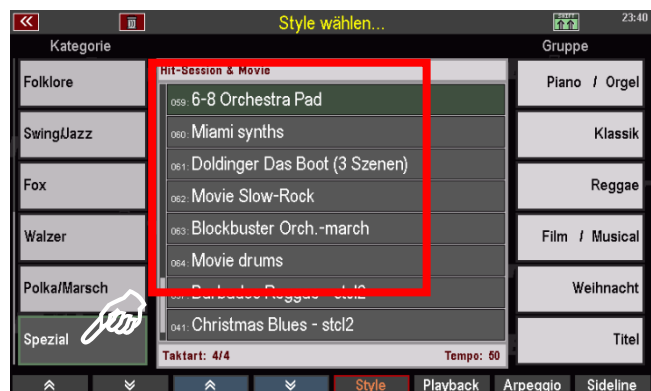 Style wählen...
23:40
Kategorie
Gruppe
Folklore
Swing/Jazz
Fox
Walzer
Polka/Marsch
Spezial
Hit-Session & Movie
059: 6-8 Orchestra Pad
060: Miami synths
061: Doldinger Das Boot (3 Szenen)
062: Movie Slow-Rock
063: Blockbuster Orch.-march
064: Movie drums
Barbados Reggae - stcl2
041: Christmas Blues - stcl2
Taktart: 4/4 Tempo: 50
Piano / Orgel
Klassik
Reggae
Film / Musical
Weihnacht
Titel
Style Playback Arpeggio Sideline